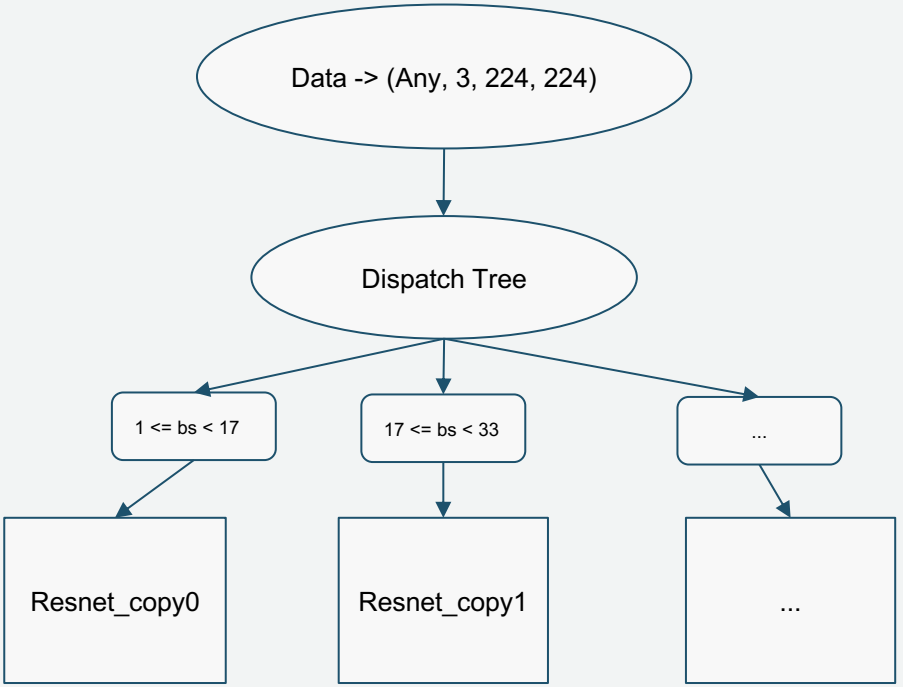 Data -> (Any, 3, 224, 224)
Dispatch Tree
1 <= bs < 17
17 <= bs < 33
...
Resnet_copy0
Resnet_copy1
...